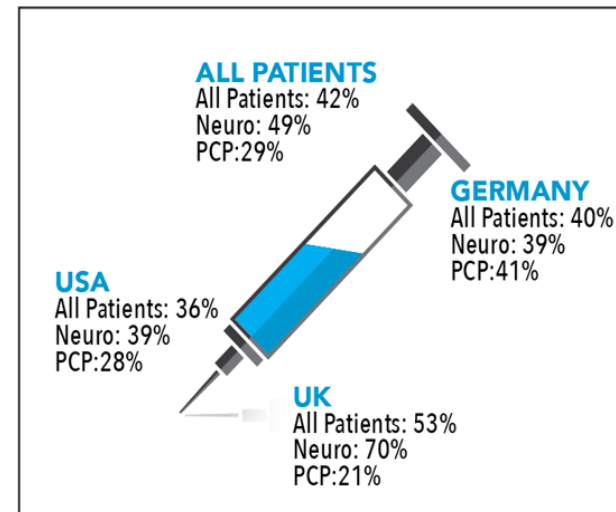 ALL PATIENTS
All Patients: 42%
Neuro: 49%
PCP:29%
GERMANY
All Patients: 40%
Neuro: 39%
PCP:41%
USA
All Patients: 36%
Neuro: 39%
PCP:28%
UK
All Patients: 53%
Neuro: 70%
PCP:21%